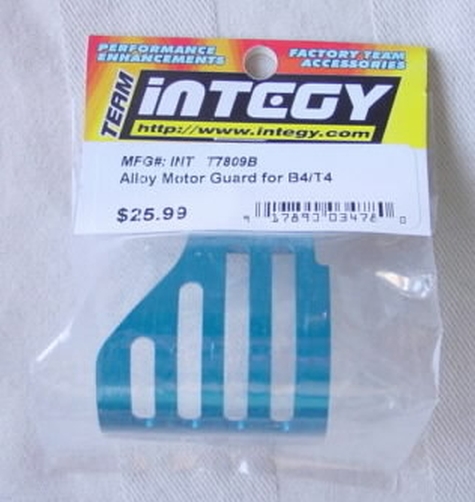 PERFORMANCE
ENHANCEMENTS
FACTORY TEAM
ACCESSORIES
TEAM
iNTEGY
http://www.integy.com
MFG#: INT T7809B
Alloy Motor Guard for B4/T4
$25.99